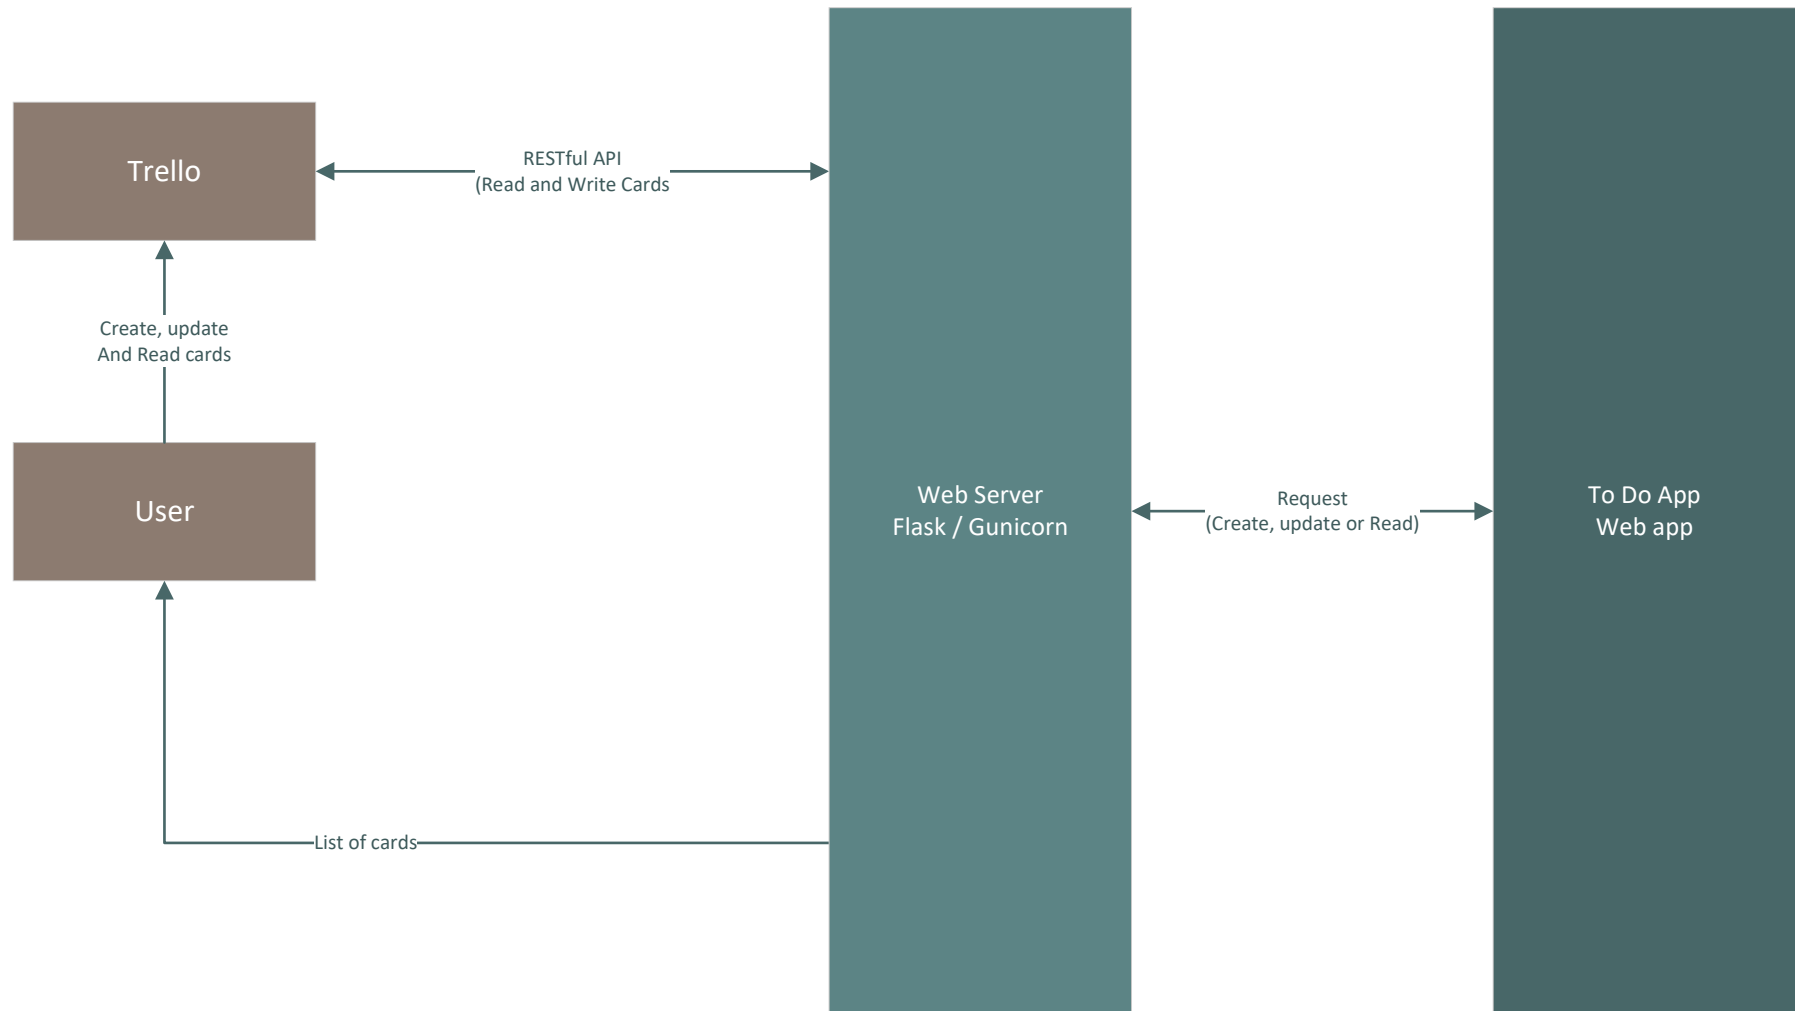 Trello
RESTful API
(Read and Write Cards
Create, update
And Read cards
User
Web Server
Flask / Gunicorn
Request
(Create, update or Read)
To Do App
Web app
List of cards